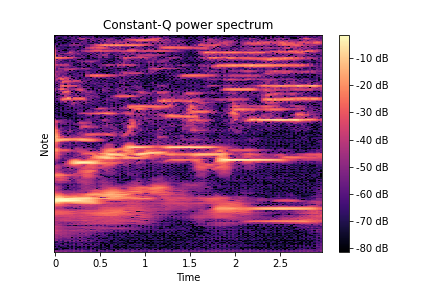 Constant-Q power spectrum
Note
-10 dB
-20 dB
-30 dB
-40 dB
-50 dB
-60 dB
-70 dB
-80 dB
0 0.5 1 1.5 2 2.5
Time